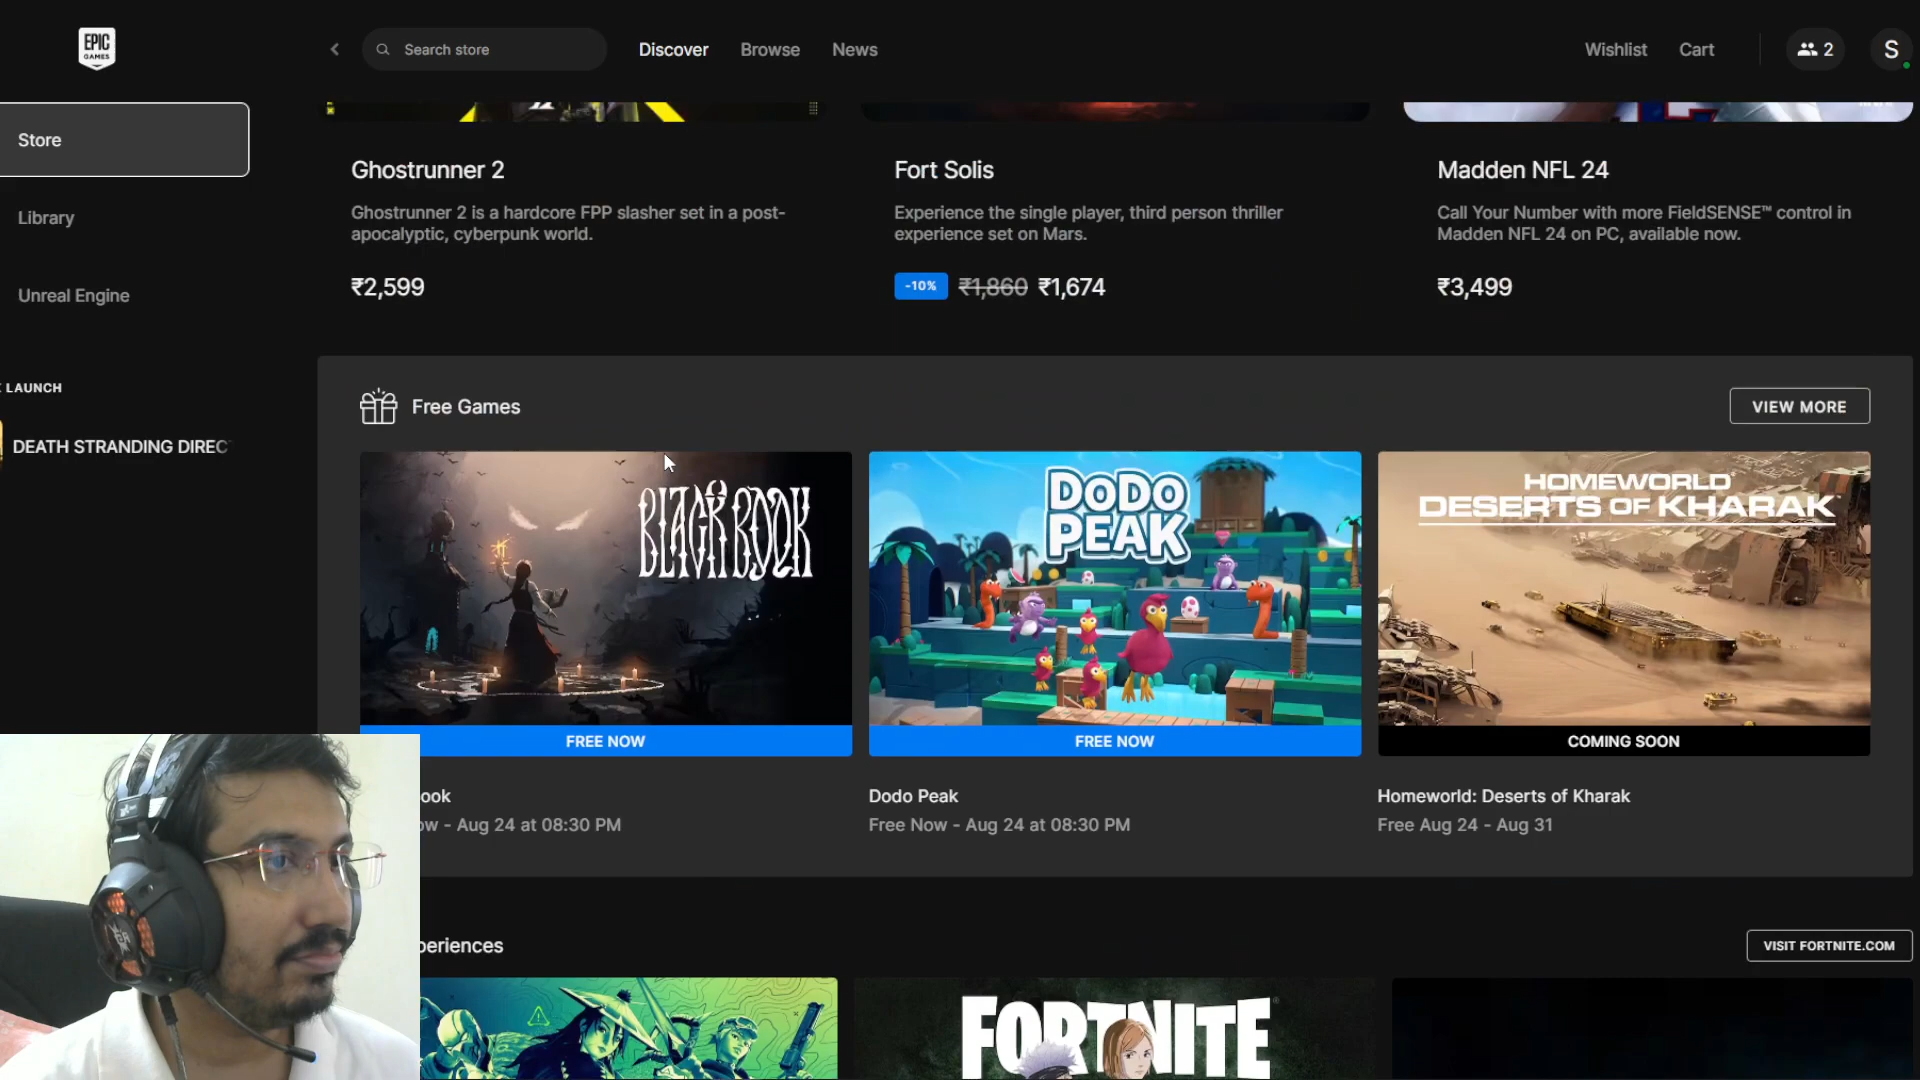 EPIC
GAMES
Search store
Discover
Browse
News
Wishlist
Cart
2
S
Store
Library
Unreal Engine
LAUNCH
DEATH STRANDING DIREC
Ghostrunner 2
Ghostrunner 2 is a hardcore FPP slasher set in a post-
apocalyptic, cyberpunk world.
₹2,599
Fort Solis
Experience the single player, third person thriller
experience set on Mars.
-10% ₹1,860 ₹1,674
Madden NFL 24
Call Your Number with more FieldSENSE™ control in
Madden NFL 24 on PC, available now.
₹3,499
Free Games
VIEW MORE
BLACK BOOK
FREE NOW
ook
ow - Aug 24 at 08:30 PM
DODO
PEAK
FREE NOW
Dodo Peak
Free Now - Aug 24 at 08:30 PM
HOMEWORLD
DESERTS OF KHARAK
COMING SOON
Homeworld: Deserts of Kharak
Free Aug 24 - Aug 31
periences
VISIT FORTNITE.COM
FORTNITE